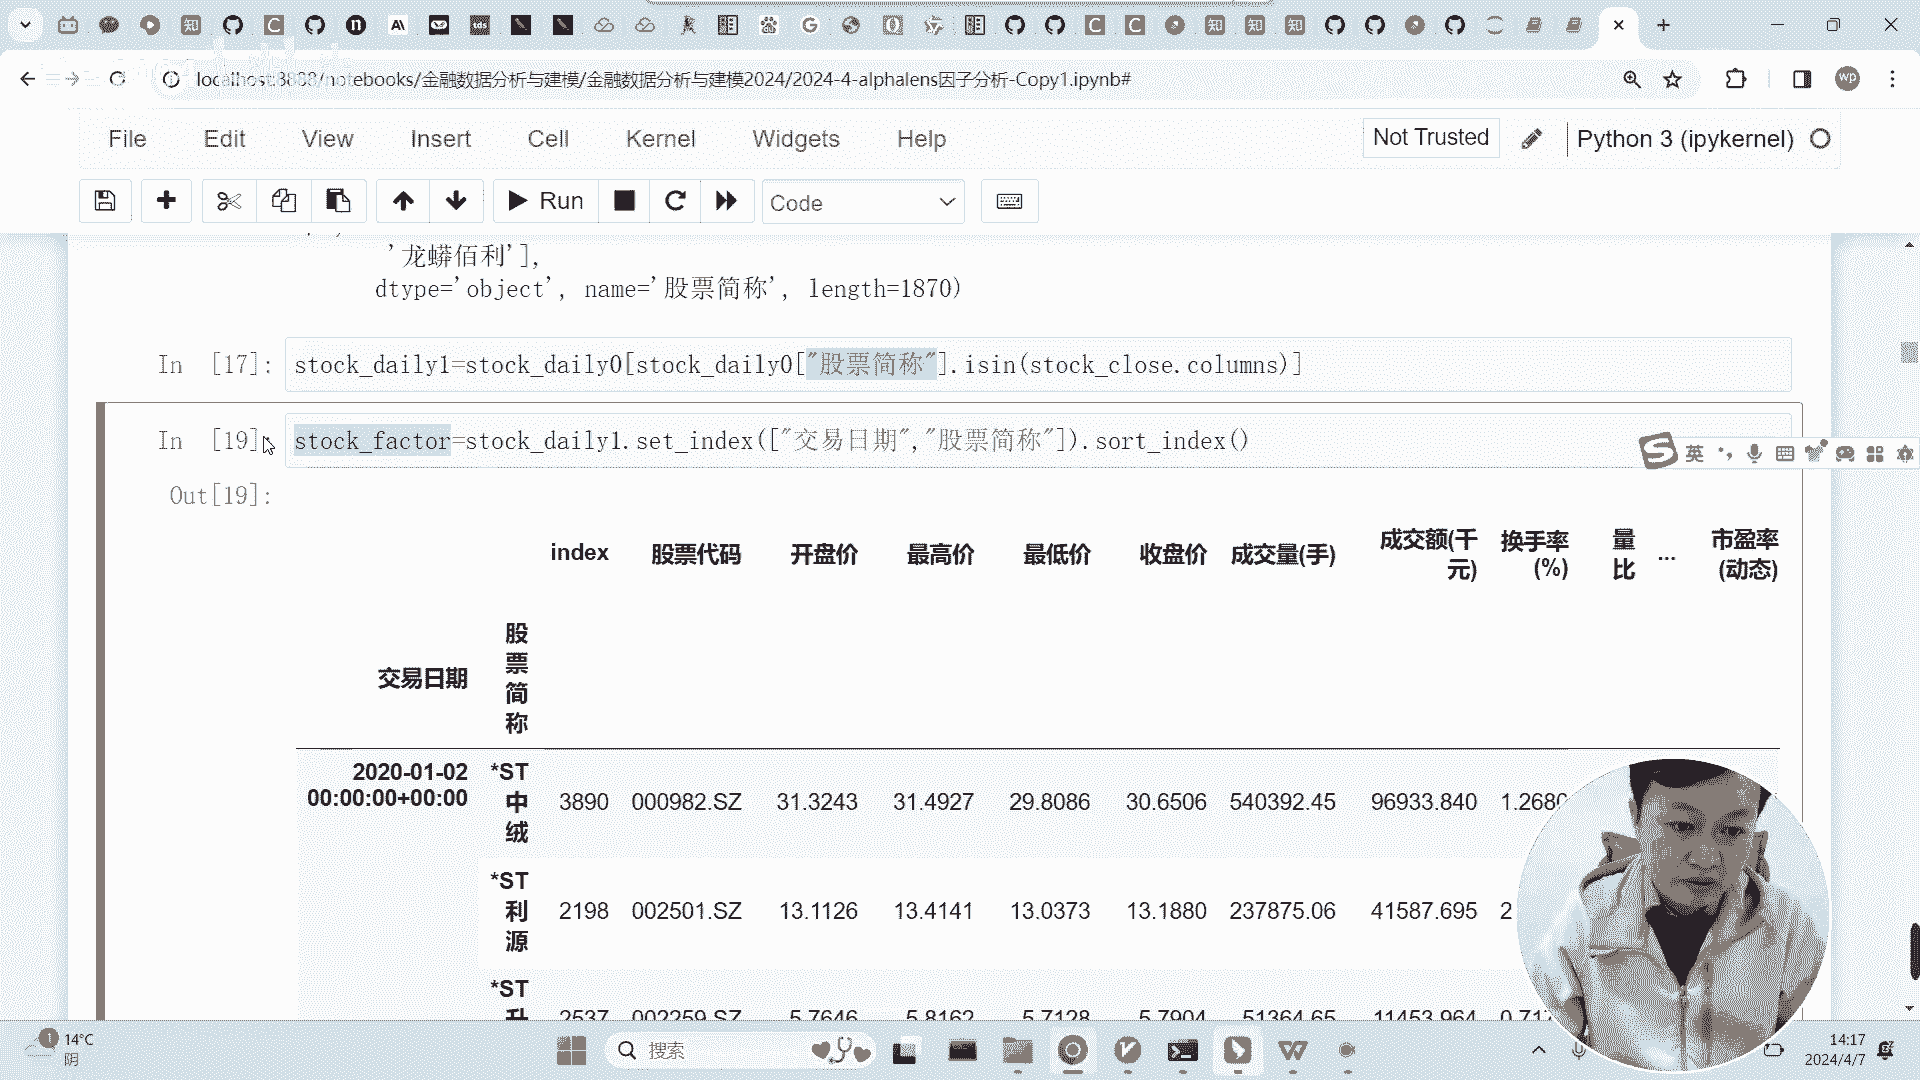 localhost:8888/notebooks/金融数据分析与建模/金融数据分析与建模2024/2024-4-alphalens因子分析-Copy1.ipynb#
File Edit View Insert Cell Kernel Widgets Help
Not Trusted
Python 3 (ipykernel)
Run
Code
'龙蟒佰利'],
dtype='object', name='股票简称', length=1870)
In [17]: stock_daily1=stock_daily0[stock_daily0["股票简称"].isin(stock_close.columns)]
In [19]: stock_factor=stock_daily1.set_index(["交易日期","股票简称"]).sort_index()
英
Out[19]:
index 股票代码 开盘价 最高价 最低价 收盘价 成交量(手) 成交额(千元) 换手率(%) 量比 ... 市盈率(动态)
交易日期 股票简称
2020-01-02 00:00:00+00:00 *ST中绒 3890 000982.SZ 31.3243 31.4927 29.8086 30.6506 540392.45 96933.840 1.2680
*ST利源 2198 002501.SZ 13.1126 13.4141 13.0373 13.1880 237875.06 41587.695 2
*ST升 2537 002259.SZ 5.7646 5.8162 5.7128 5.7904 51364.65 11453.964 0.717
14°C
阴
搜索
14:17
2024/4/7